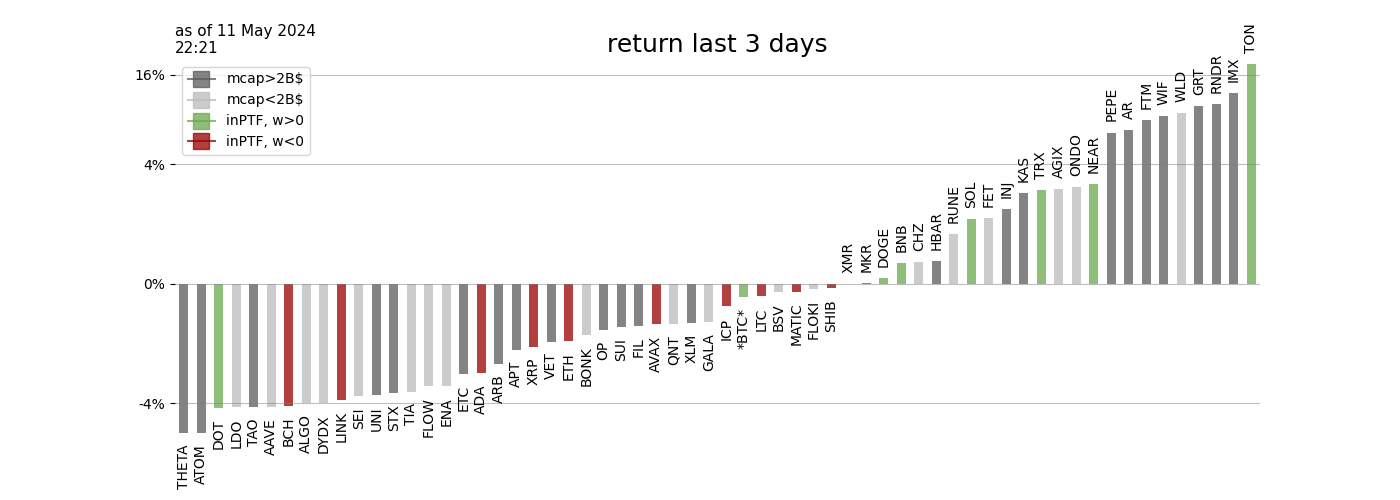 as of 11 May 2024
22:21
return last 3 days
mcap>2B$
mcap<2B$
inPTF, w>0
inPTF, w<0
16%
4%
0%
-4%
THETA
ATOM
DOT
LDO
TAO
AAVE
BCH
ALGO
DYDX
LINK
SEI
UNI
STX
TIA
FLOW
ENA
ETC
ADA
ARB
APT
XRP
VET
ETH
BONK
OP
SUI
FIL
AVAX
QNT
XLM
GALA
ICP
*BTC*
LTC
BSV
MATIC
FLOKI
SHIB
XMR
MKR
DOGE
BNB
CHZ
HBAR
RUNE
SOL
FET
INJ
KAS
TRX
AGIX
ONDO
NEAR
PEPE
AR
FTM
WIF
WLD
GRT
RNDR
IMX
TON